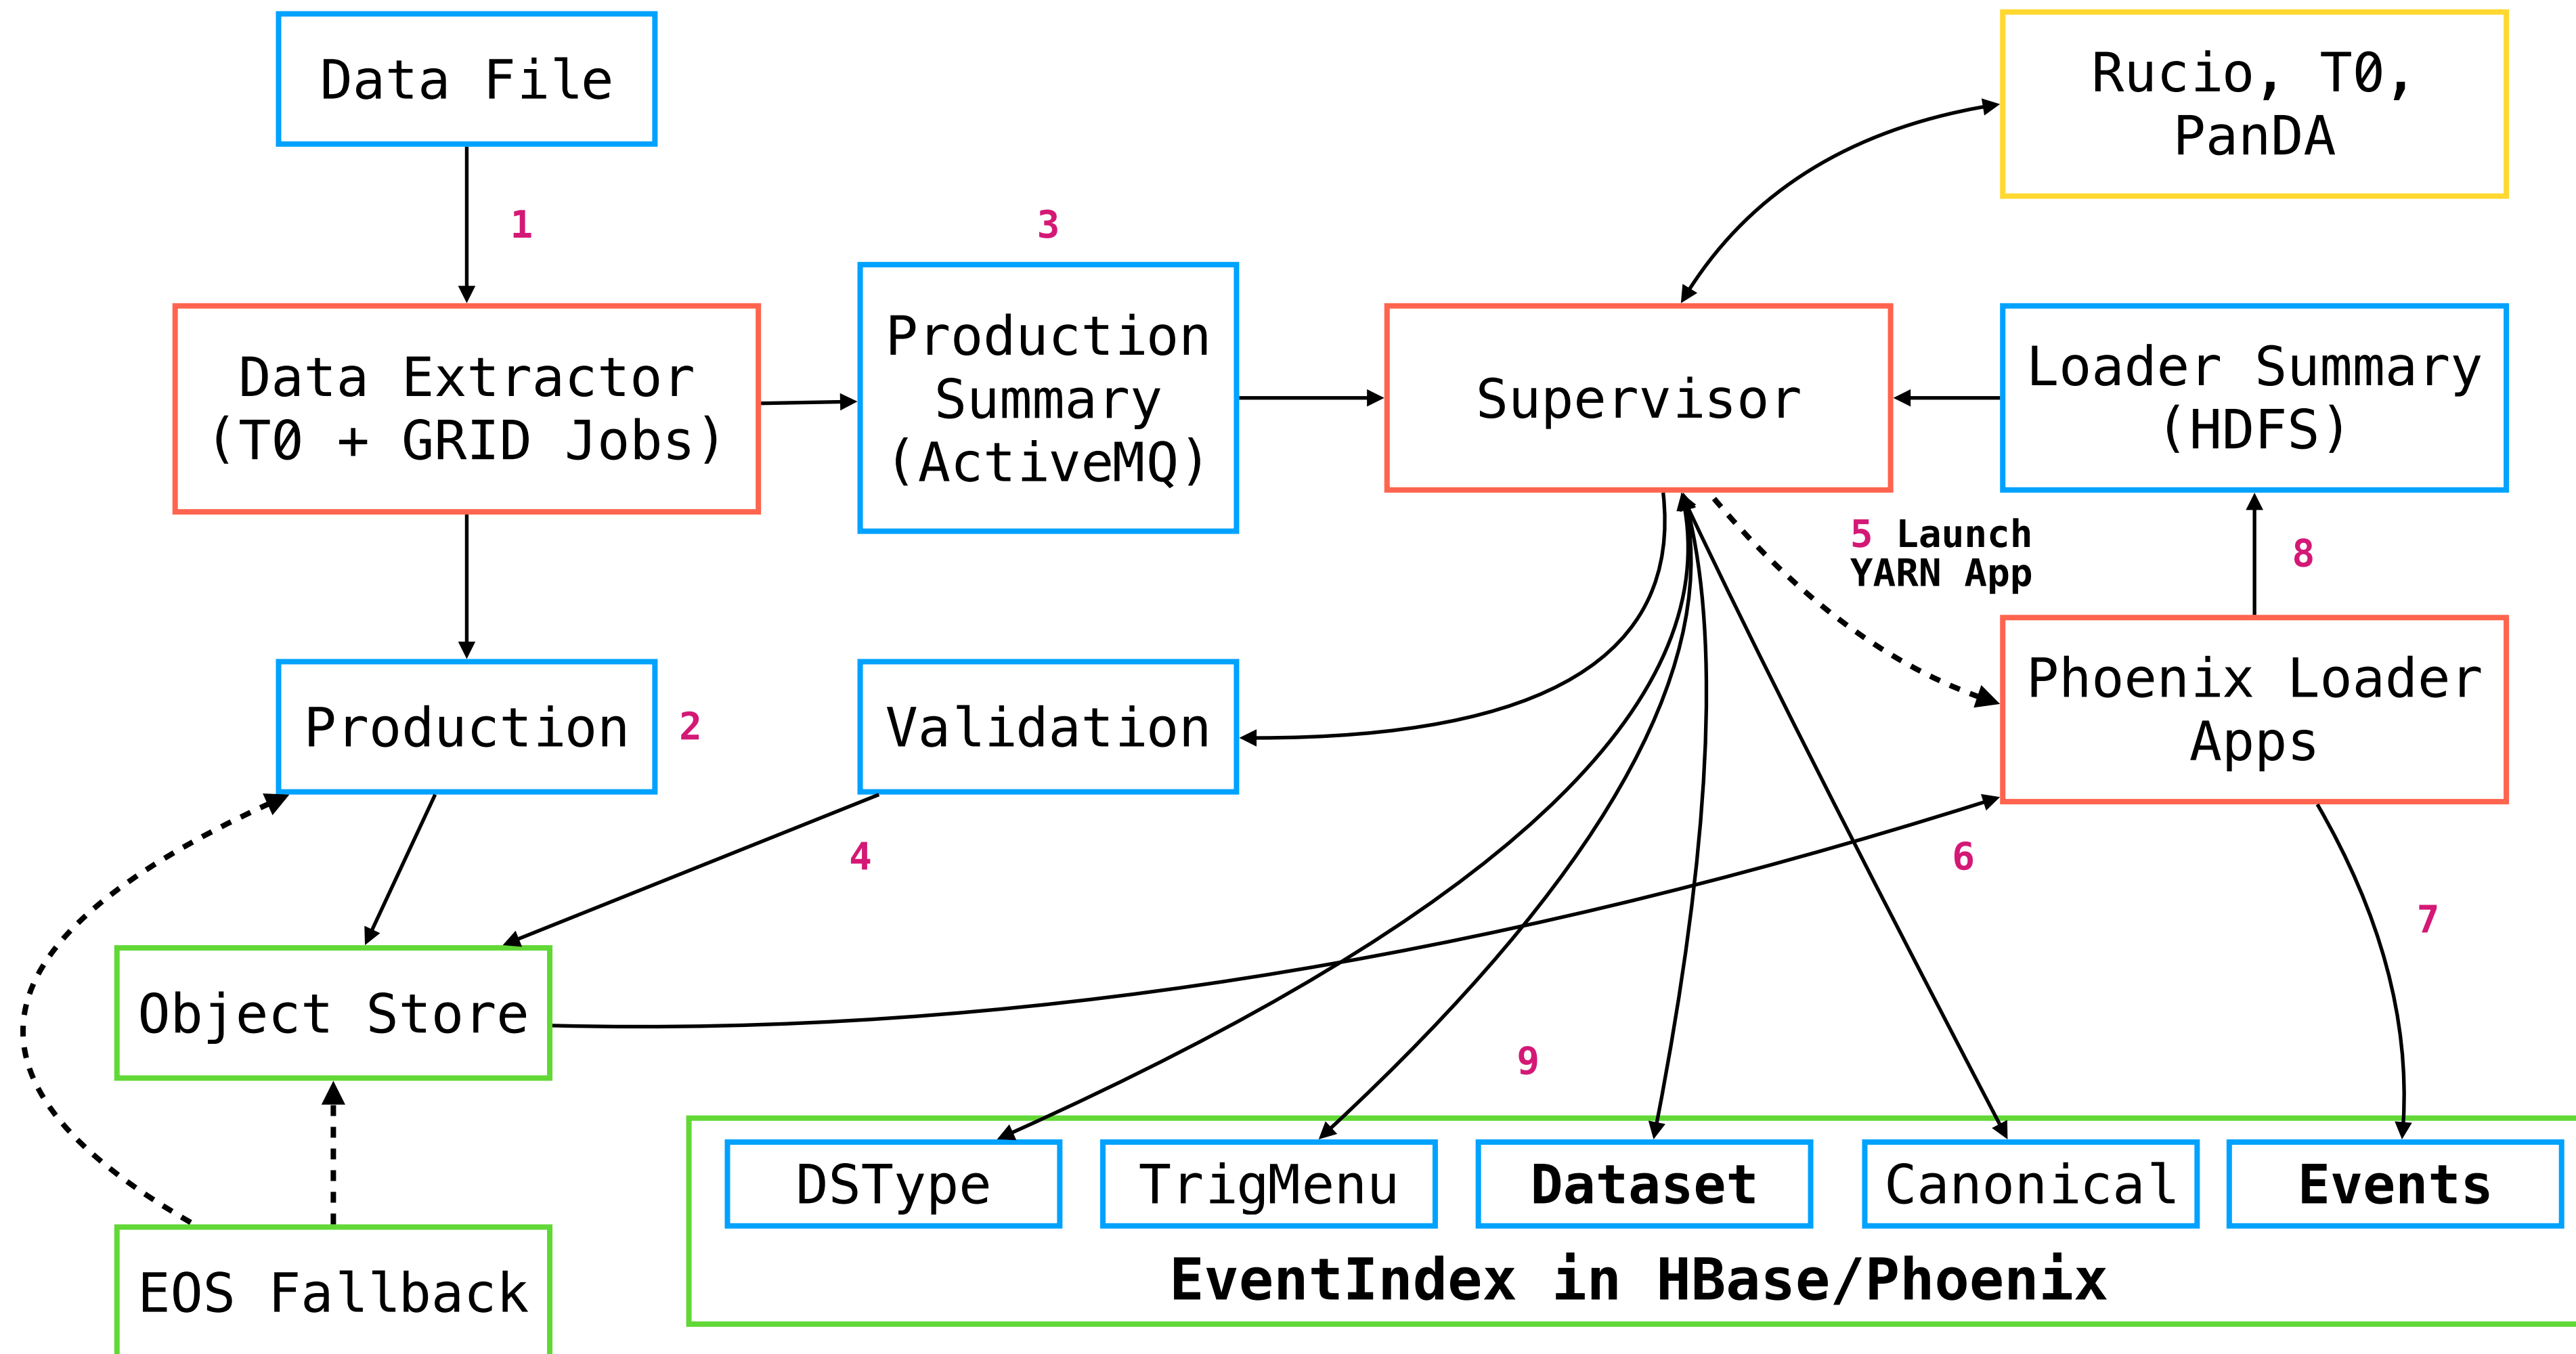 Data File
Rucio, T0,
PanDA
1
3
Data Extractor
(T0 + GRID Jobs)
Production
Summary
(ActiveMQ)
Supervisor
Loader Summary
(HDFS)
5 Launch
YARN App
8
Production
2
Validation
Phoenix Loader
Apps
4
6
7
Object Store
9
DSType
TrigMenu
Dataset
Canonical
Events
EventIndex in HBase/Phoenix
EOS Fallback